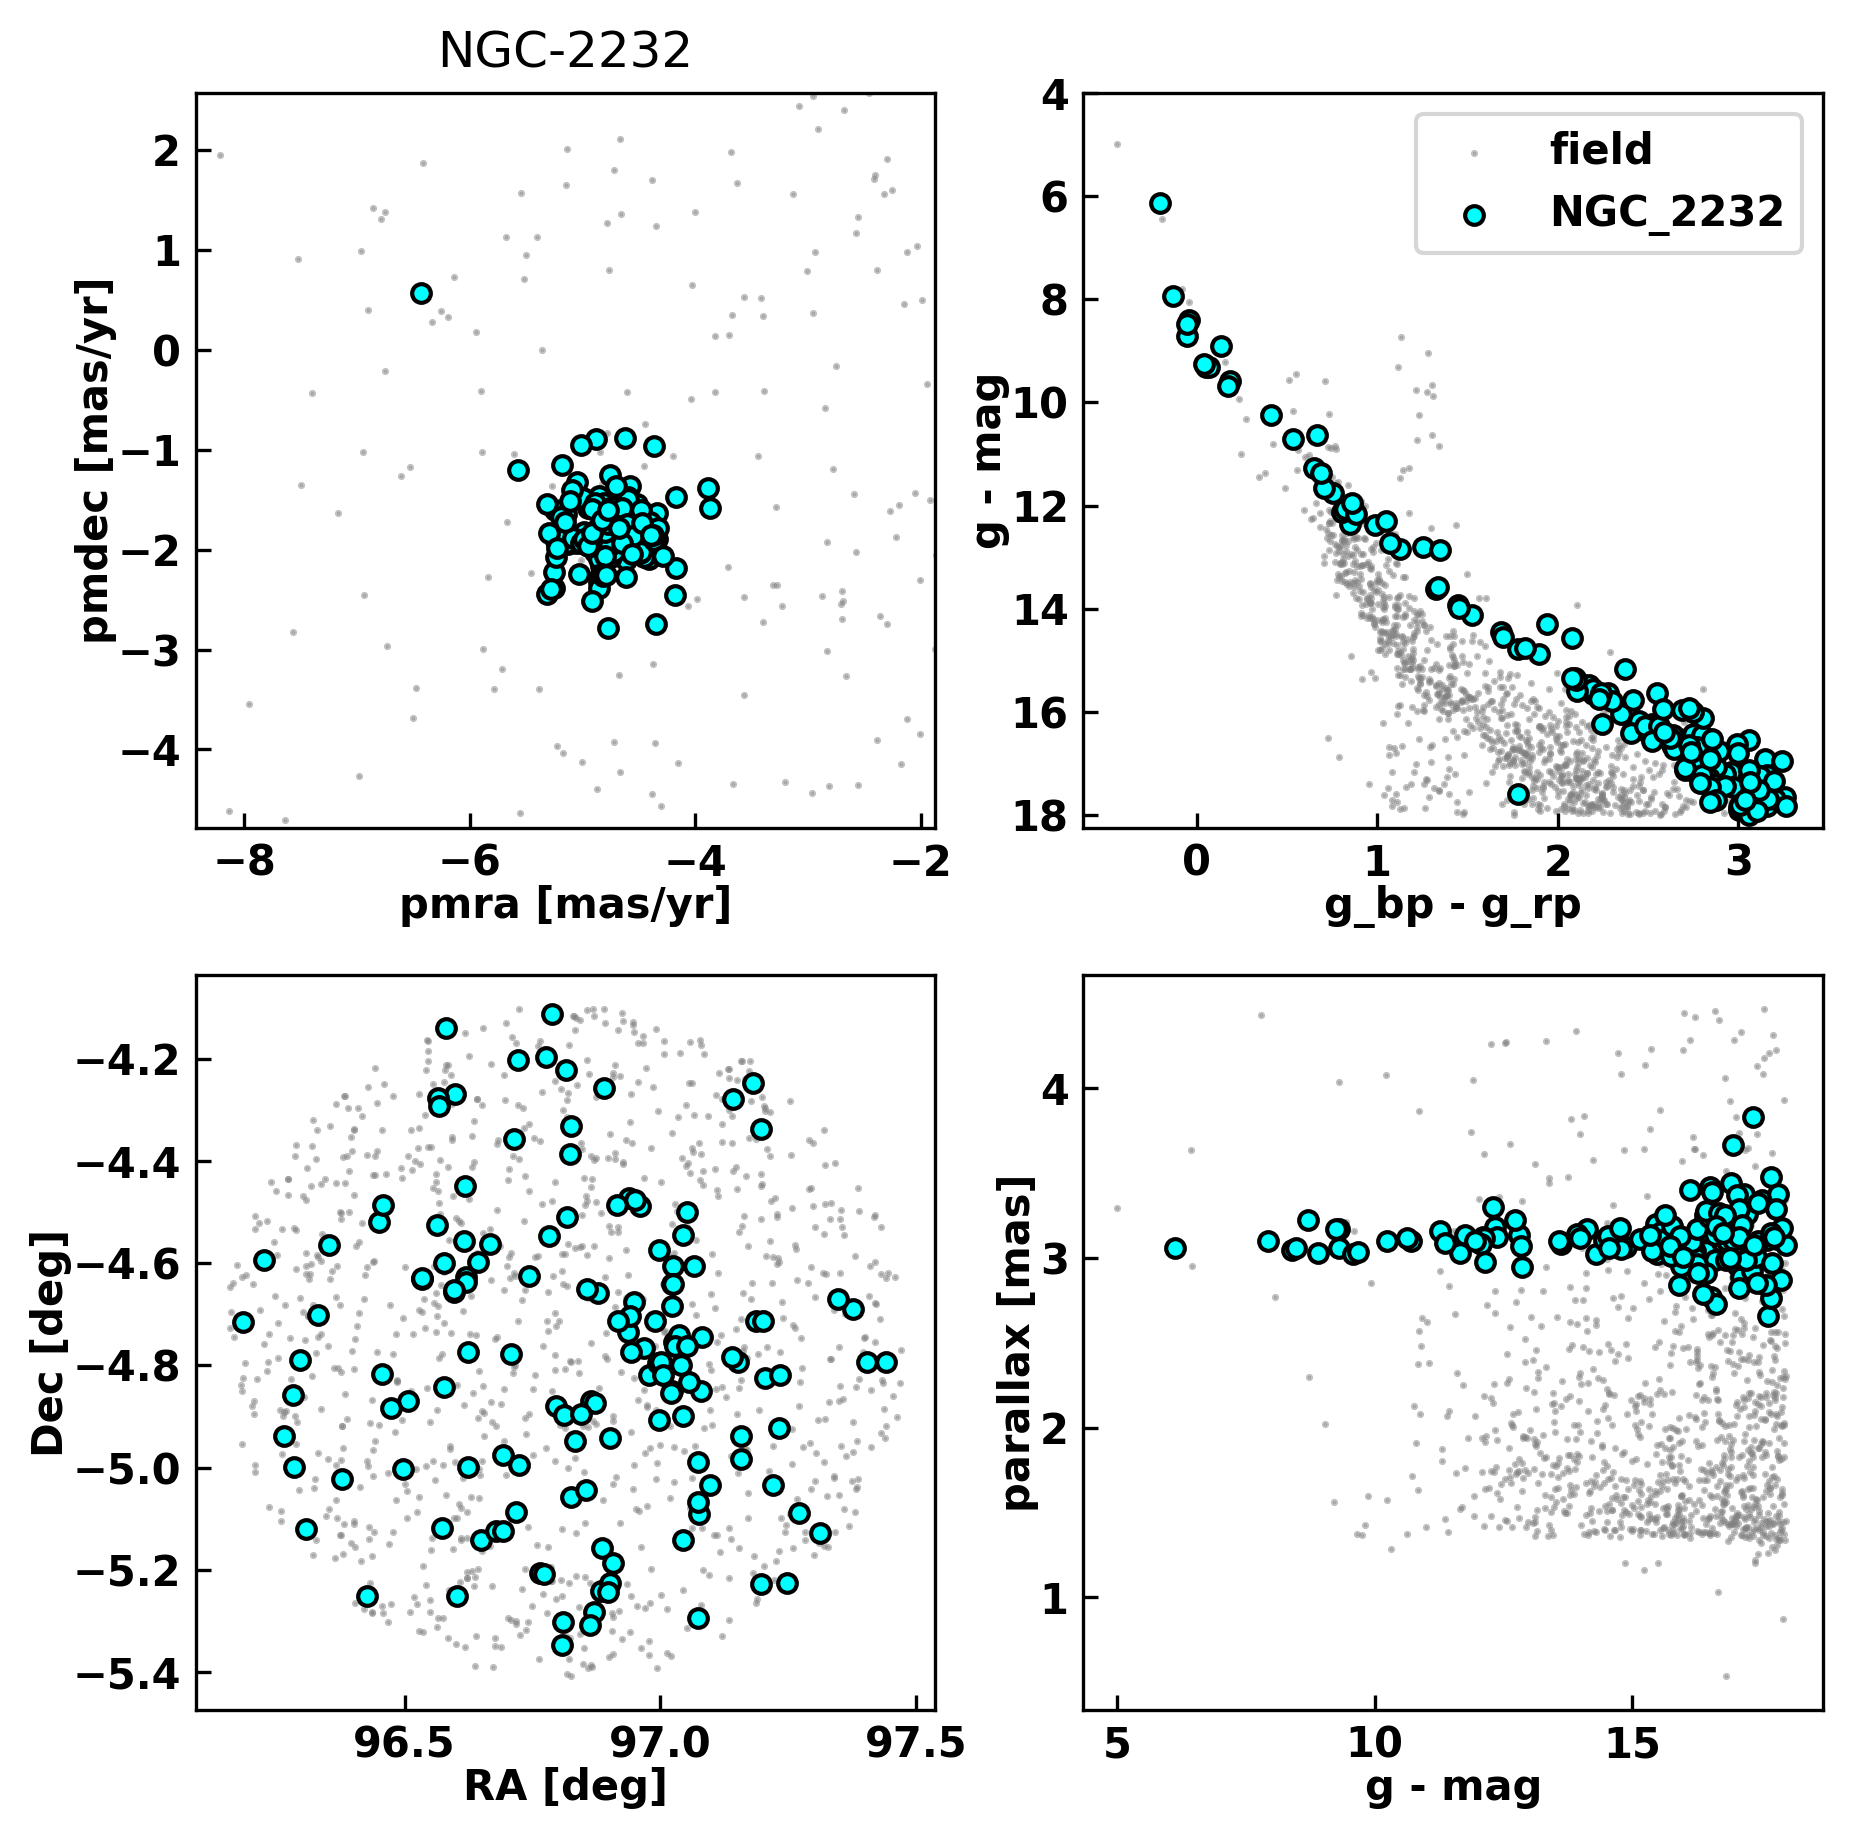 NGC-2232
2
1
0
−1
−2
−3
−4
pmdec [mas/yr]
−8 −6 −4 −2
pmra [mas/yr]
4
6
8
10
12
14
16
18
g - mag
field
NGC_2232
0 1 2 3
g_bp - g_rp
−4.2
−4.4
−4.6
−4.8
−5.0
−5.2
−5.4
Dec [deg]
96.5 97.0 97.5
RA [deg]
4
3
2
1
parallax [mas]
5 10 15
g - mag